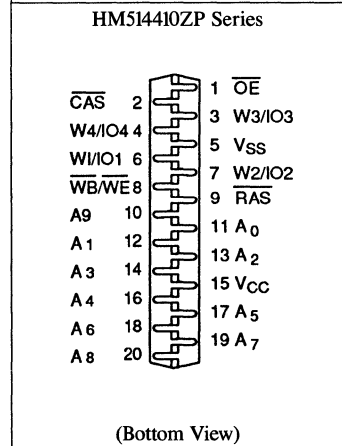 HM514410ZP Series
1 OE
CAS 2
3 W3/IO3
W4/IO4 4
5 VSS
W1/IO1 6
7 W2/IO2
WB/WE 8
9 RAS
A9 10
11 A0
A1 12
13 A2
A3 14
15 VCC
A4 16
17 A5
A6 18
19 A7
A8 20
(Bottom View)